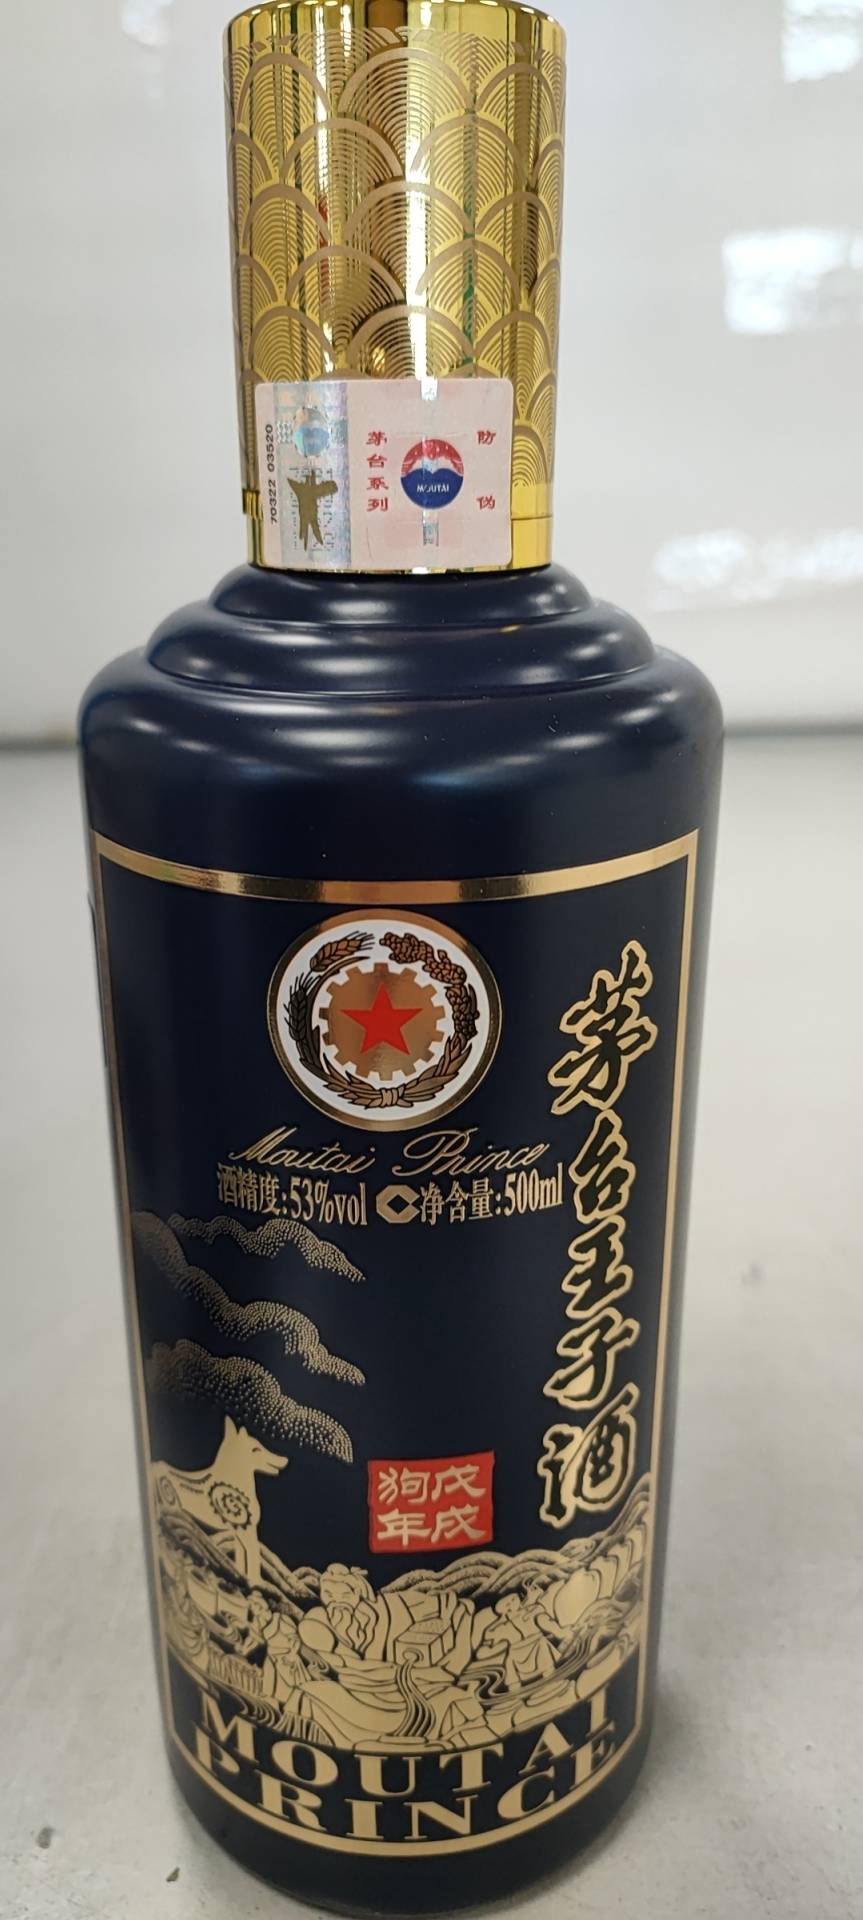 70322 03520
茅台系列
MOUTAI
防伪
Moutai Prince
酒精度:53%vol 净含量:500ml
茅台王子酒
戊戌
狗年
MOUTAI
PRINCE